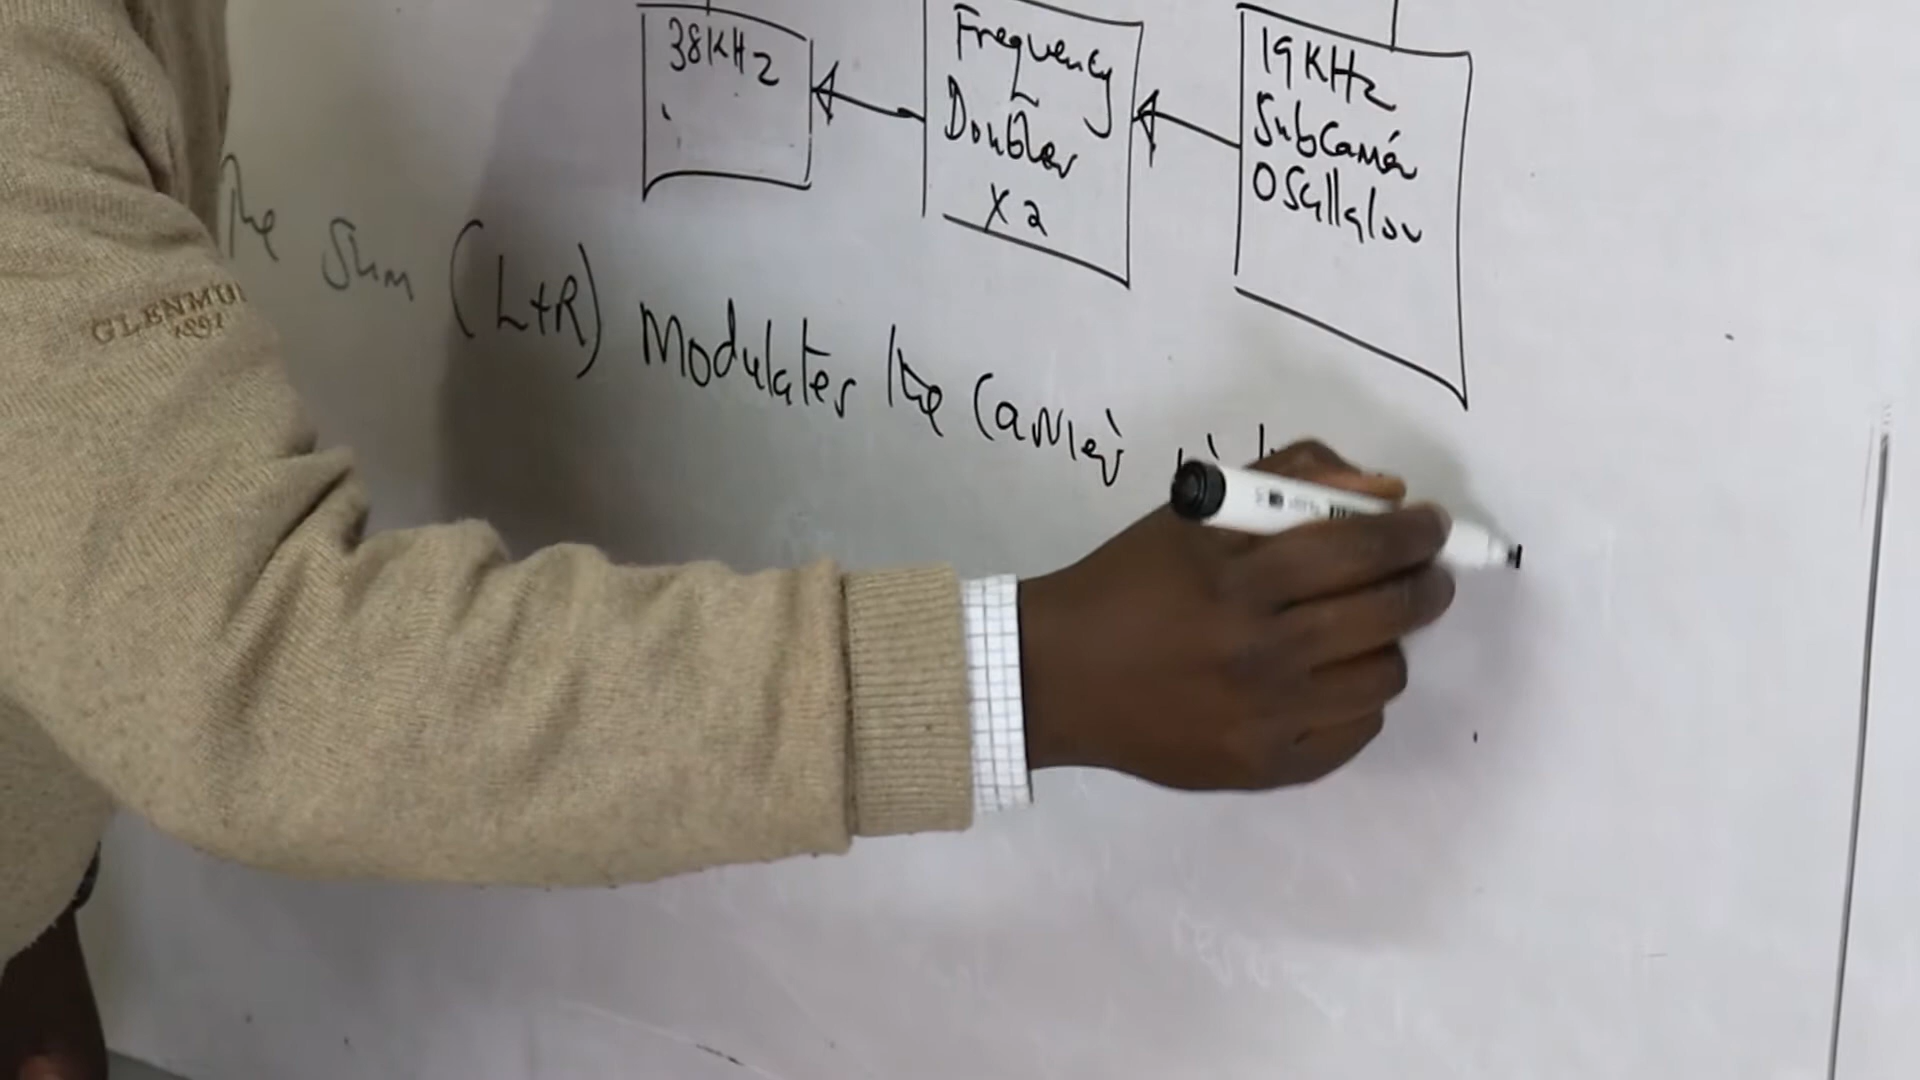 38KHz
Frequency
Doubler
X2
19KHz
Subcarrier
Oscillator
The Sum (L+R) Modulates the Carrier
GLENMUIR
1891